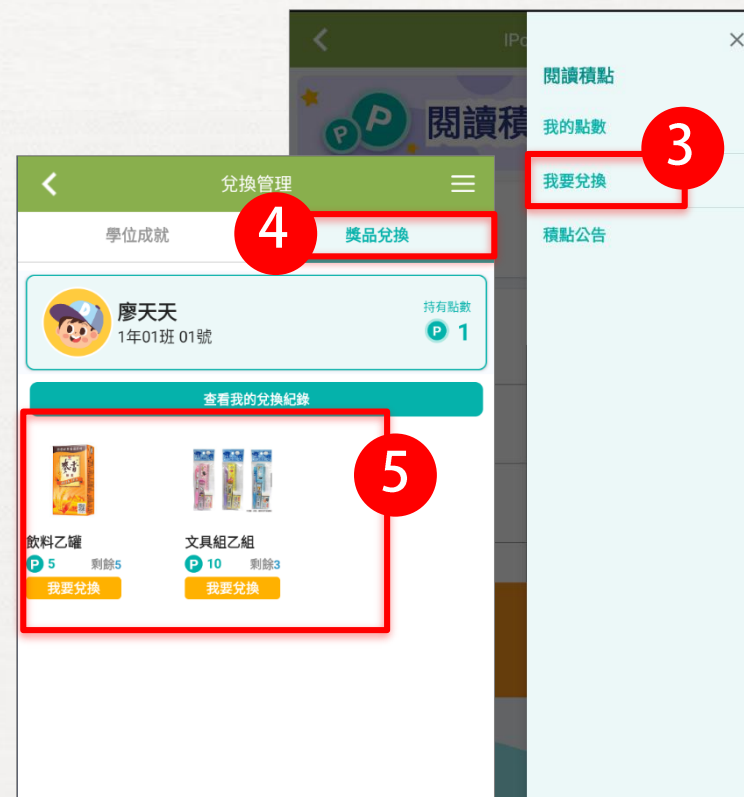 IPo
×
閱讀積點
P P 閱讀積
我的點數
3
我要兌換
積點公告
兌換管理
學位成就
4
獎品兌換
廖天天
1年01班 01號
持有點數
P 1
查看我的兌換紀錄
5
飲料乙罐
P 5 剩餘5
我要兌換
文具組乙組
P 10 剩餘3
我要兌換